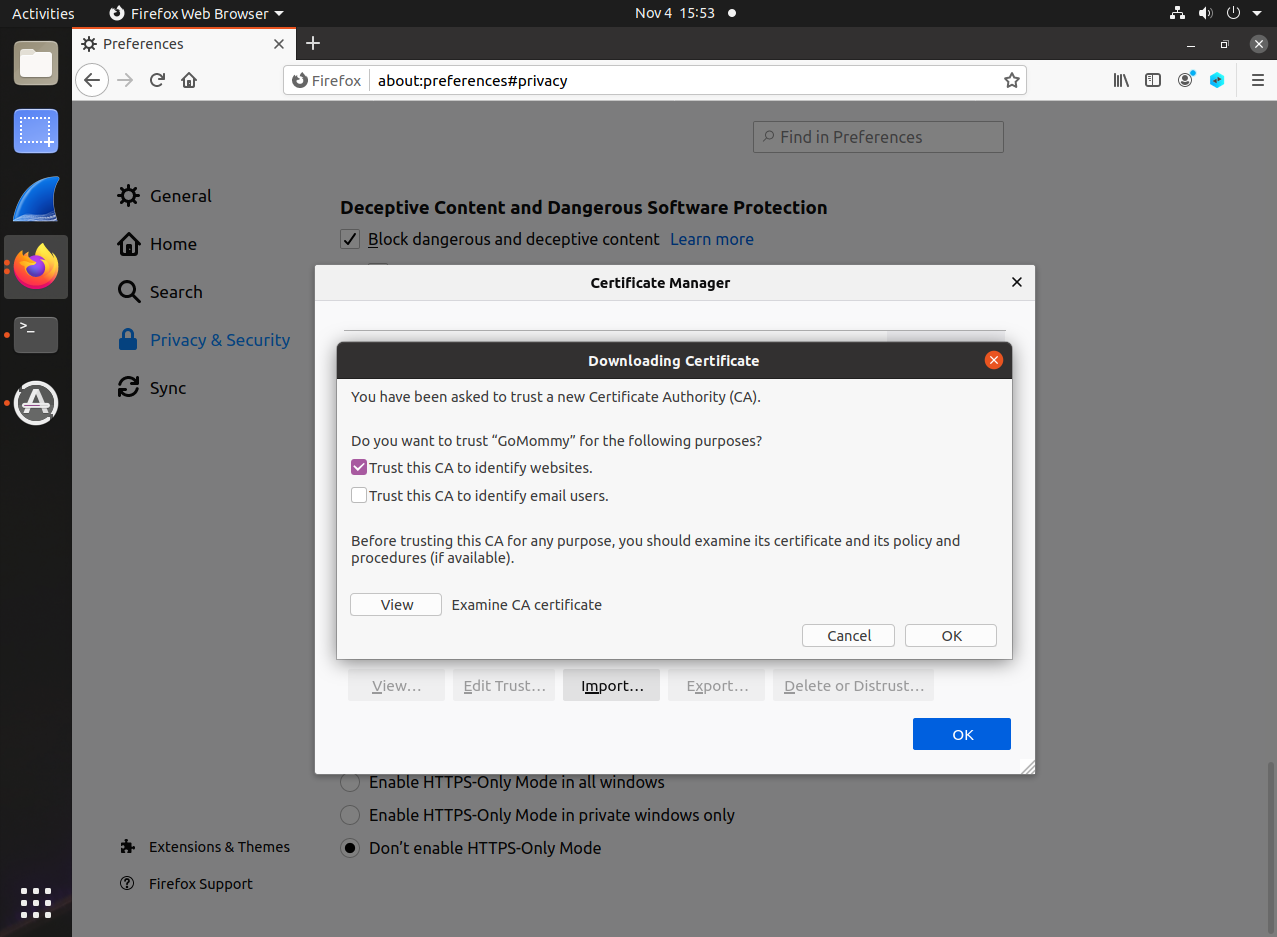 Activities
Firefox Web Browser
Nov 4 15:53
Preferences
Firefox
about:preferences#privacy
Find in Preferences
General
Home
Search
Privacy & Security
Sync
Extensions & Themes
Firefox Support
Deceptive Content and Dangerous Software Protection
Block dangerous and deceptive content Learn more
Certificate Manager
Downloading Certificate
You have been asked to trust a new Certificate Authority (CA).
Do you want to trust “GoMommy” for the following purposes?
Trust this CA to identify websites.
Trust this CA to identify email users.
Before trusting this CA for any purpose, you should examine its certificate and its policy and
procedures (if available).
View Examine CA certificate
Cancel OK
View… Edit Trust… Import… Export… Delete or Distrust…
OK
Enable HTTPS-Only Mode in all windows
Enable HTTPS-Only Mode in private windows only
Don’t enable HTTPS-Only Mode